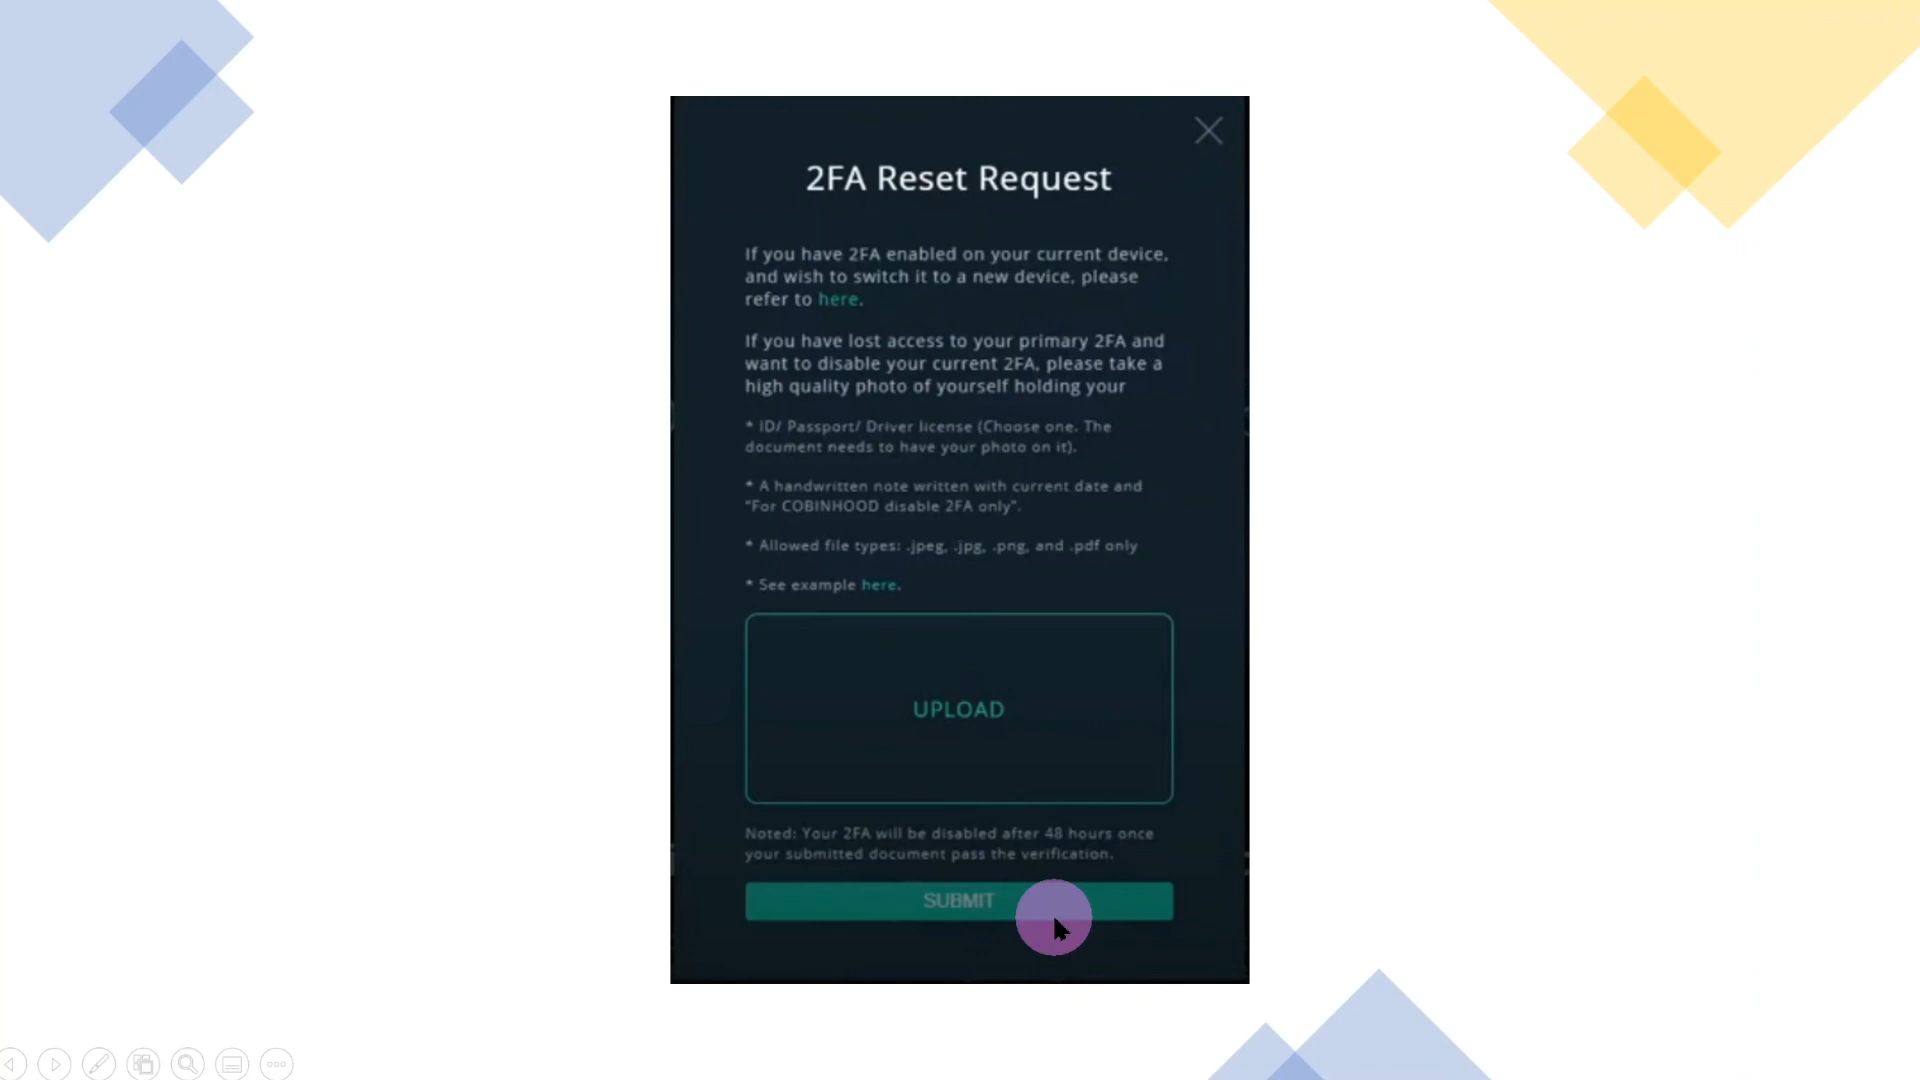 2FA Reset Request
If you have 2FA enabled on your current device,
and wish to switch it to a new device, please
refer to here.
If you have lost access to your primary 2FA and
want to disable your current 2FA, please take a
high quality photo of yourself holding your
* ID/ Passport/ Driver license (Choose one. The
document needs to have your photo on it).
* A handwritten note written with current date and
"For COBINHOOD disable 2FA only".
* Allowed file types: .jpeg, .jpg, .png, and .pdf only
* See example here.
UPLOAD
Noted: Your 2FA will be disabled after 48 hours once
your submitted document pass the verification.
SUBMIT